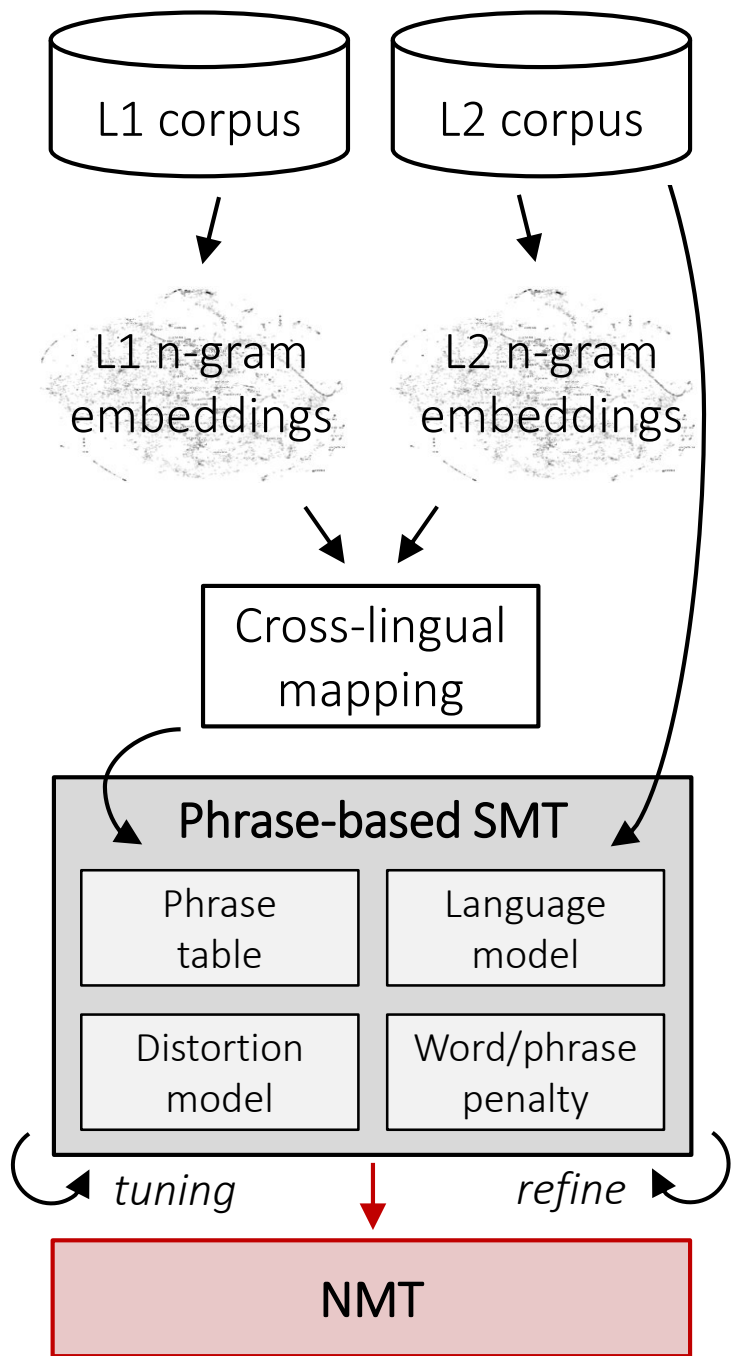 L1 corpus
L2 corpus
L1 n-gram
embeddings
L2 n-gram
embeddings
Cross-lingual
mapping
Phrase-based SMT
Phrase
table
Language
model
Distortion
model
Word/phrase
penalty
tuning
refine
NMT